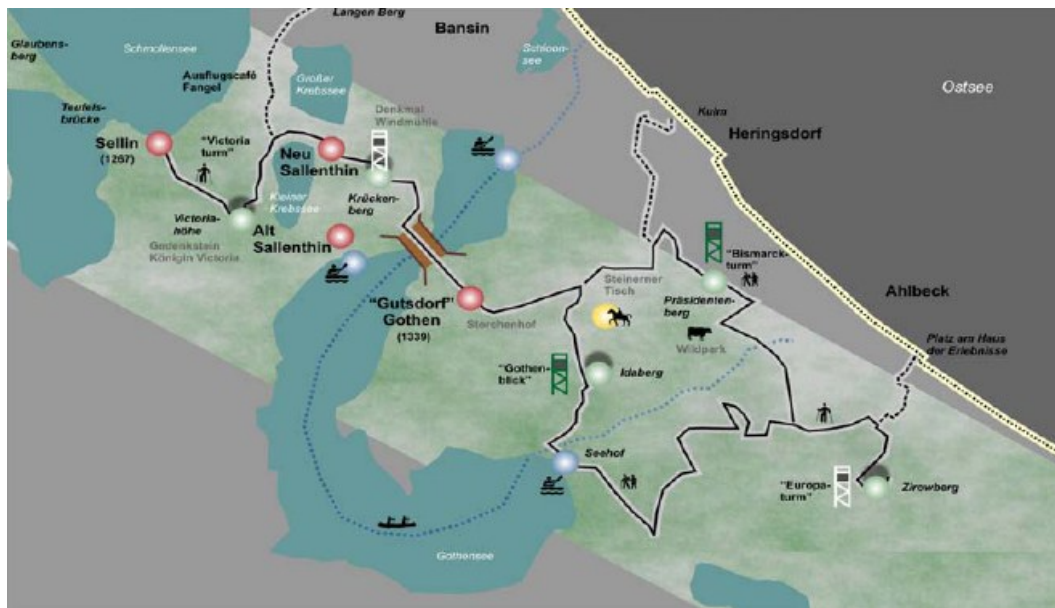 Langen Berg
Bansin
Glaubens-
berg
Schmollensee
Schloon-
see
Ausflugscafé
Fangel
Großer
Krebssee
Ostsee
Teufels-
brücke
Denkmal
Windmühle
Kulm
Heringsdorf
Sellin
(1267)
"Victoria
turm"
Neu
Sallenthin
Kleiner
Krebssee
Krückenberg
Victoria-
höhe
Alt
Sallenthin
Gedenkstein
Königin Victoria
"Bismarck-
turm"
Steinerner
Tisch
"Gutsdorf"
Gothen
(1339)
Storchenhof
Präsidenten-
berg
Ahlbeck
Wildpark
Platz am Haus
der Erlebnisse
"Gothen-
blick"
Idaberg
Seehof
"Europa-
turm"
Zirowberg
Gothensee